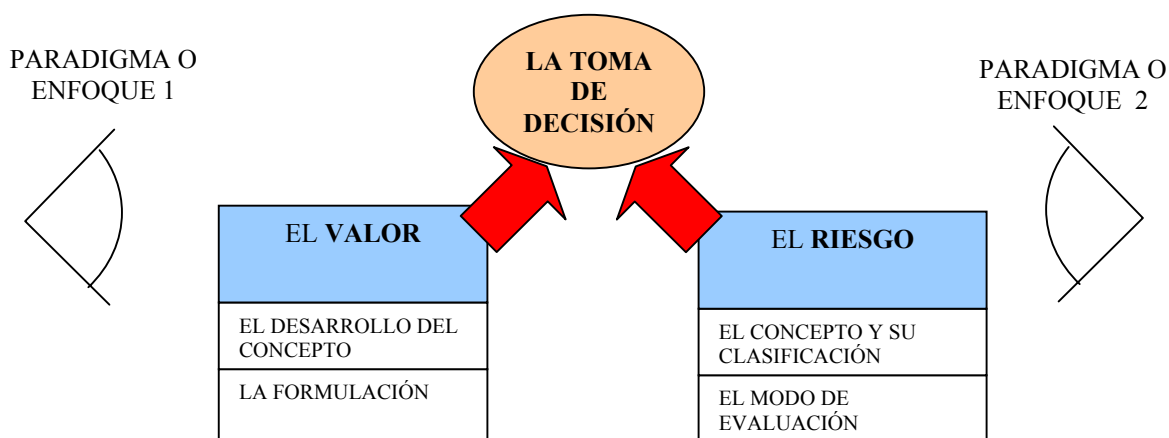 PARADIGMA O
ENFOQUE 1
LA TOMA
DE
DECISIÓN
PARADIGMA O
ENFOQUE 2
EL VALOR
EL DESARROLLO DEL
CONCEPTO
LA FORMULACIÓN
EL RIESGO
EL CONCEPTO Y SU
CLASIFICACIÓN
EL MODO DE
EVALUACIÓN